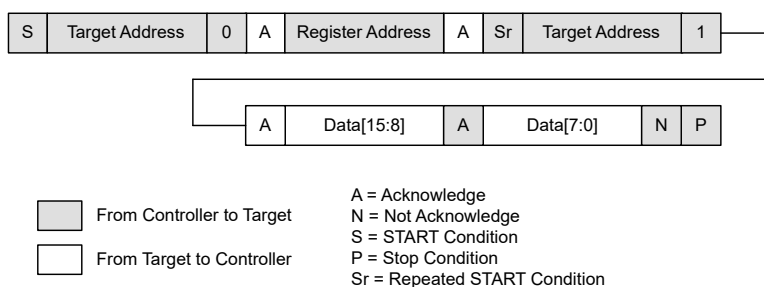 S Target Address 0 A Register Address A Sr Target Address 1
A Data[15:8] A Data[7:0] N P
From Controller to Target
From Target to Controller
A = Acknowledge
N = Not Acknowledge
S = START Condition
P = Stop Condition
Sr = Repeated START Condition